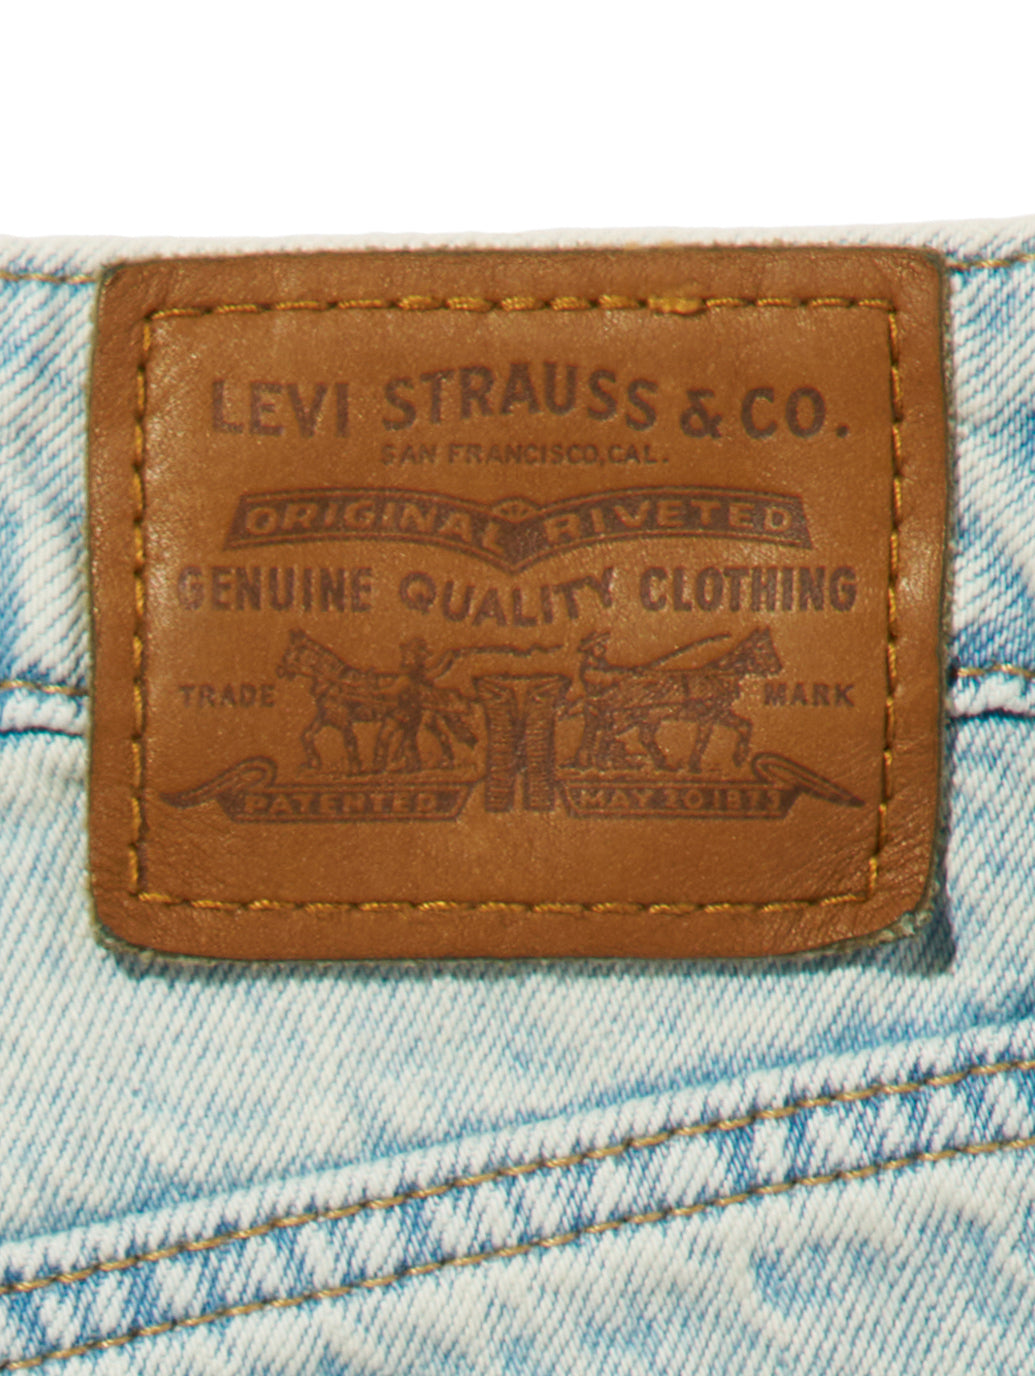 LEVI STRAUSS & CO.
SAN FRANCISCO, CAL.
ORIGINAL RIVETED
GENUINE QUALITY CLOTHING
TRADE MARK
PATENTED MAY 20 1873